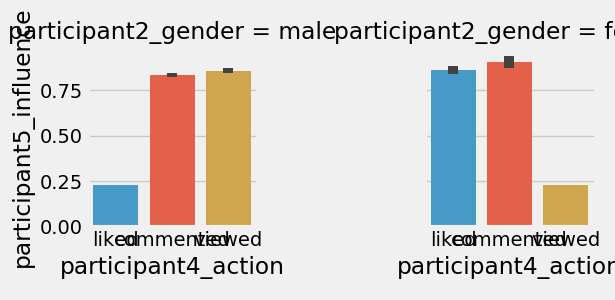 participant2_gender = male
participant2_gender = fe
participant5_influence
0.75
0.50
0.25
0.00
liked commented viewed
liked commented viewed
participant4_action
participant4_action